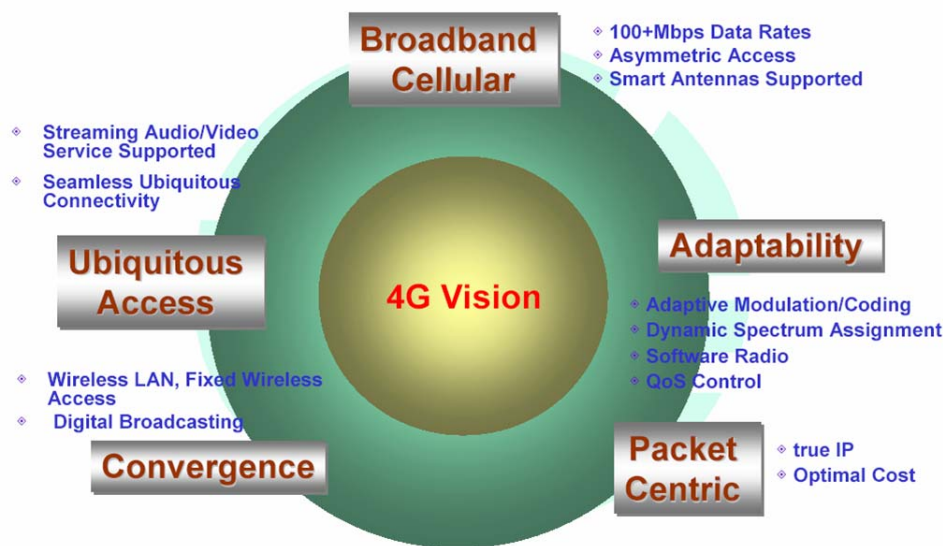 Broadband
Cellular
100+Mbps Data Rates
Asymmetric Access
Smart Antennas Supported
Streaming Audio/Video
Service Supported
Seamless Ubiquitous
Connectivity
Ubiquitous
Access
4G Vision
Adaptability
Adaptive Modulation/Coding
Dynamic Spectrum Assignment
Software Radio
QoS Control
Wireless LAN, Fixed Wireless
Access
Digital Broadcasting
Convergence
Packet
Centric
true IP
Optimal Cost